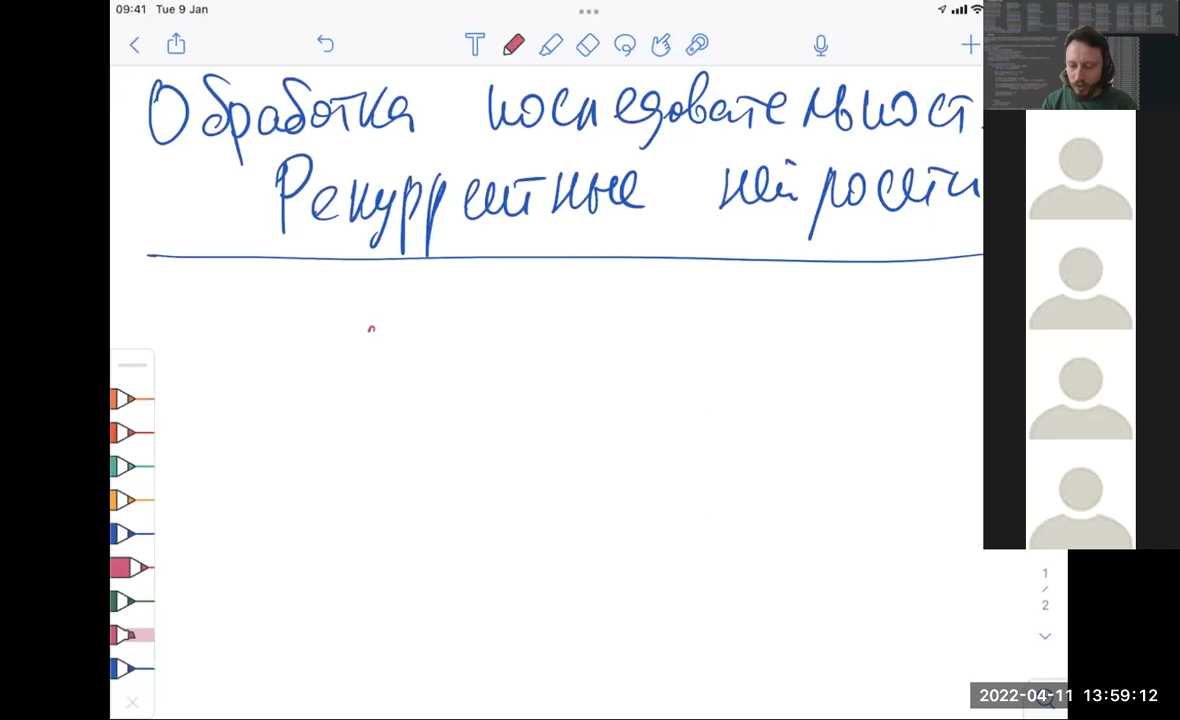 09:41 Tue 9 Jan
Обработка последовательност
Рекуррентные нейросети
1
2
2022-04-11 13:59:12